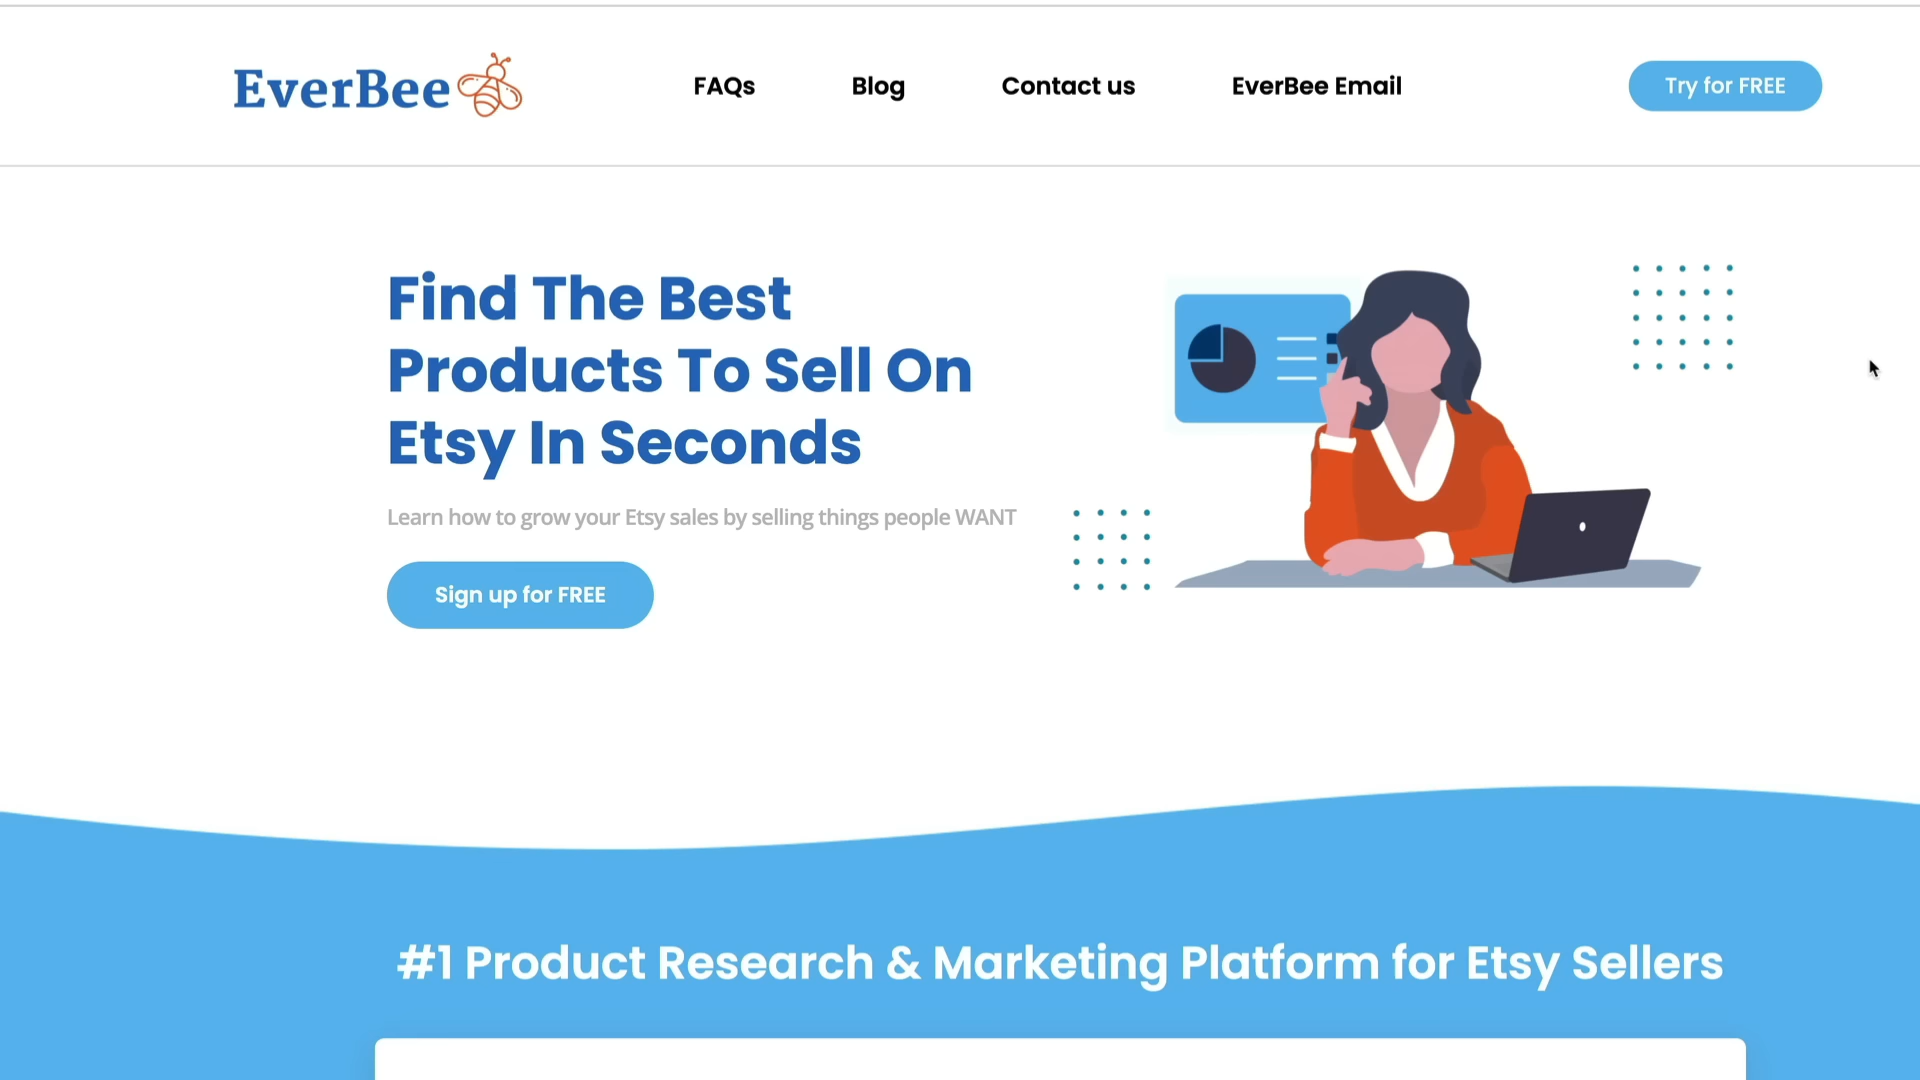 EverBee
FAQs
Blog
Contact us
EverBee Email
Try for FREE
Find The Best
Products To Sell On
Etsy In Seconds
Learn how to grow your Etsy sales by selling things people WANT
Sign up for FREE
#1 Product Research & Marketing Platform for Etsy Sellers